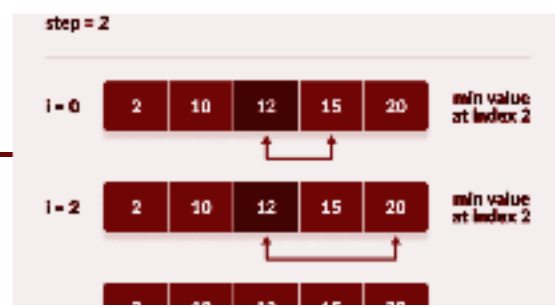 step = 2
i = 0
2 10 12 15 20
min value
at index 2
i = 2
2 10 12 15 20
min value
at index 2